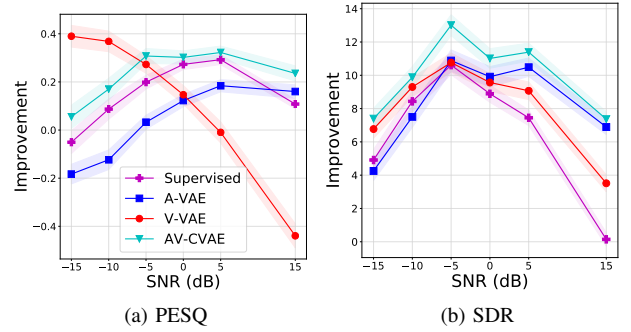 Improvement
0.4
0.2
0.0
−0.2
−0.4
Supervised
A-VAE
V-VAE
AV-CVAE
−15 −10 −5 0 5 15
SNR (dB)
(a) PESQ
Improvement
14
12
10
8
6
4
2
0
−15 −10 −5 0 5 15
SNR (dB)
(b) SDR